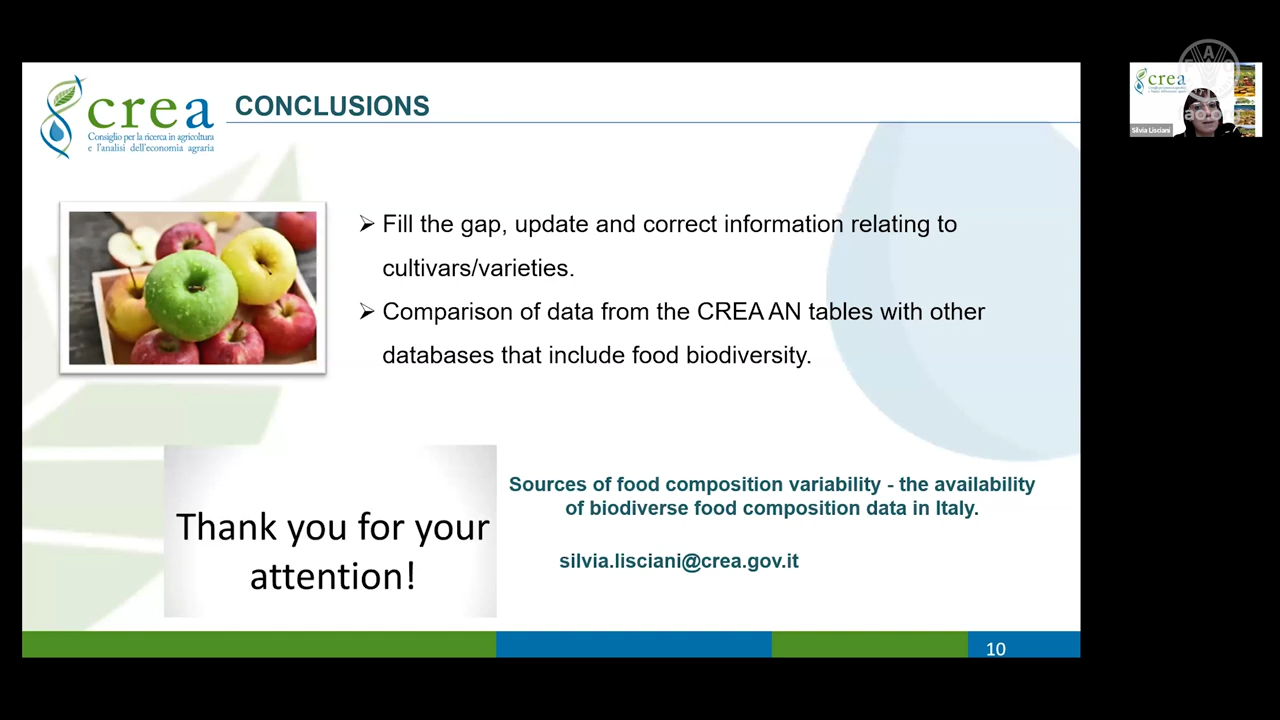 crea
Consiglio per la ricerca in agricoltura
e l'analisi dell'economia agraria
CONCLUSIONS
Fill the gap, update and correct information relating to
cultivars/varieties.
Comparison of data from the CREA AN tables with other
databases that include food biodiversity.
Thank you for your
attention!
Sources of food composition variability - the availability
of biodiverse food composition data in Italy.
silvia.lisciani@crea.gov.it
10
crea
Silvia Lisciani